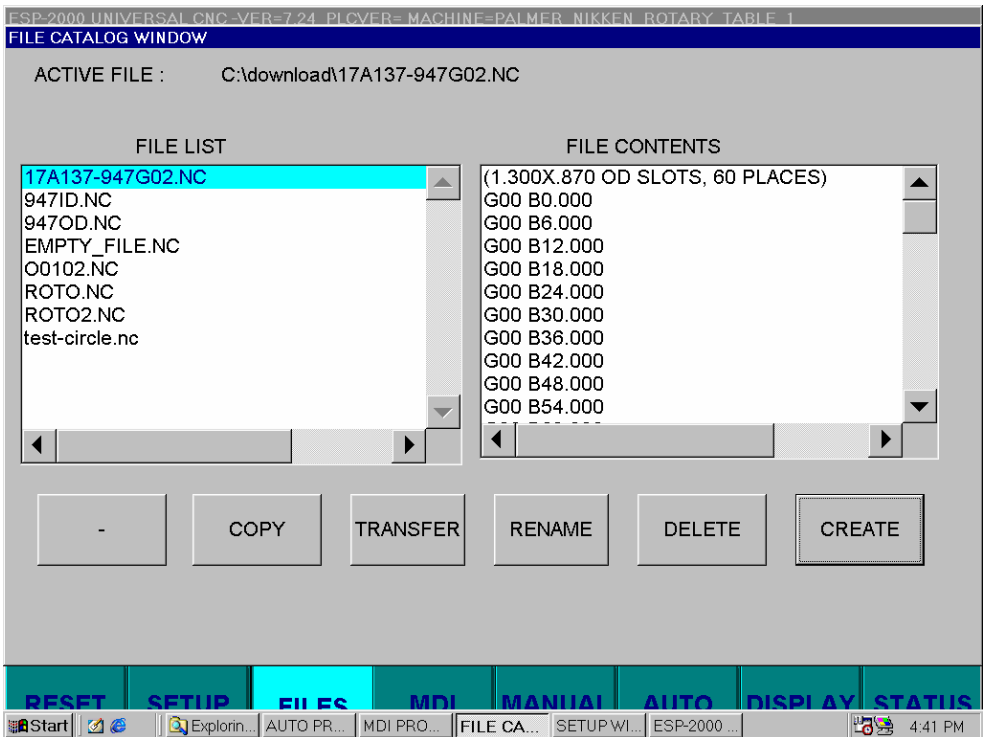 ESP-2000 UNIVERSAL CNC -VER=7.24 PLCVER= MACHINE=PALMER NIKKEN ROTARY TABLE 1
FILE CATALOG WINDOW
ACTIVE FILE : C:\download\17A137-947G02.NC
FILE LIST
17A137-947G02.NC
947ID.NC
947OD.NC
EMPTY_FILE.NC
O0102.NC
ROTO.NC
ROTO2.NC
test-circle.nc
FILE CONTENTS
(1.300X.870 OD SLOTS, 60 PLACES)
G00 B0.000
G00 B6.000
G00 B12.000
G00 B18.000
G00 B24.000
G00 B30.000
G00 B36.000
G00 B42.000
G00 B48.000
G00 B54.000
- COPY TRANSFER RENAME DELETE CREATE
RESET SETUP FILES MDI MANUAL AUTO DISPLAY STATUS
Start Explorin... AUTO PR... MDI PRO... FILE CA... SETUP WI... ESP-2000 ... 4:41 PM